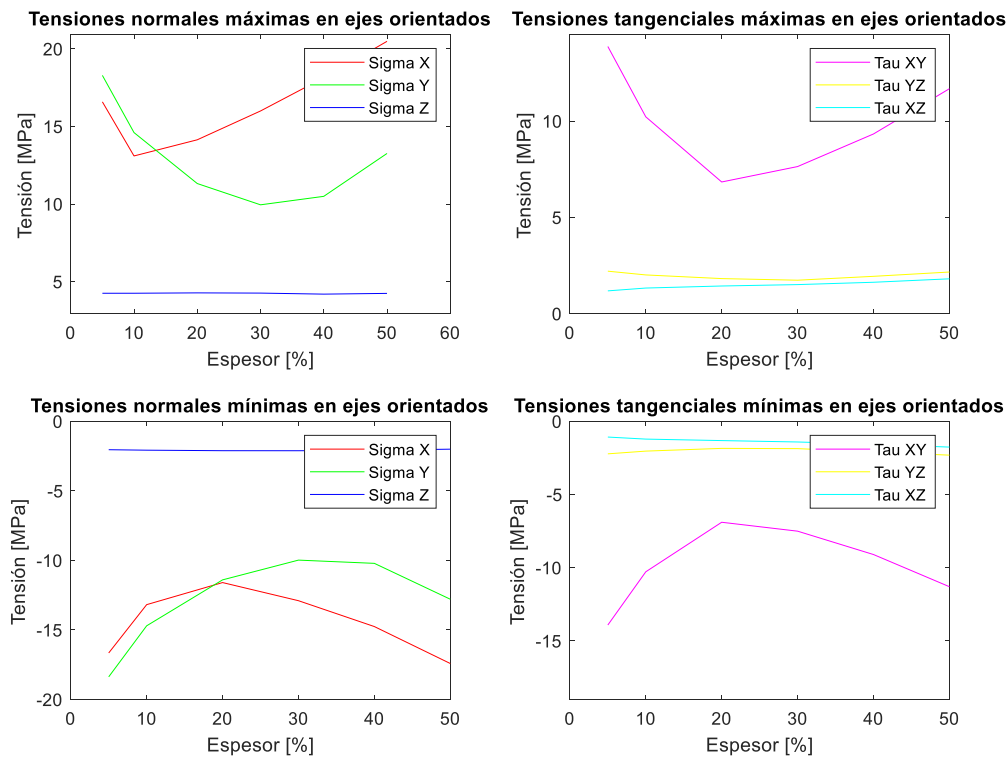 Tensiones normales máximas en ejes orientados
20
15
10
5
Tensión [MPa]
0 10 20 30 40 50 60
Espesor [%]
Sigma X
Sigma Y
Sigma Z
Tensiones tangenciales máximas en ejes orientados
10
5
0
Tensión [MPa]
0 10 20 30 40 50
Espesor [%]
Tau XY
Tau YZ
Tau XZ
Tensiones normales mínimas en ejes orientados
0
-5
-10
-15
-20
Tensión [MPa]
0 10 20 30 40 50
Espesor [%]
Sigma X
Sigma Y
Sigma Z
Tensiones tangenciales mínimas en ejes orientados
0
-5
-10
-15
Tensión [MPa]
0 10 20 30 40 50
Espesor [%]
Tau XY
Tau YZ
Tau XZ